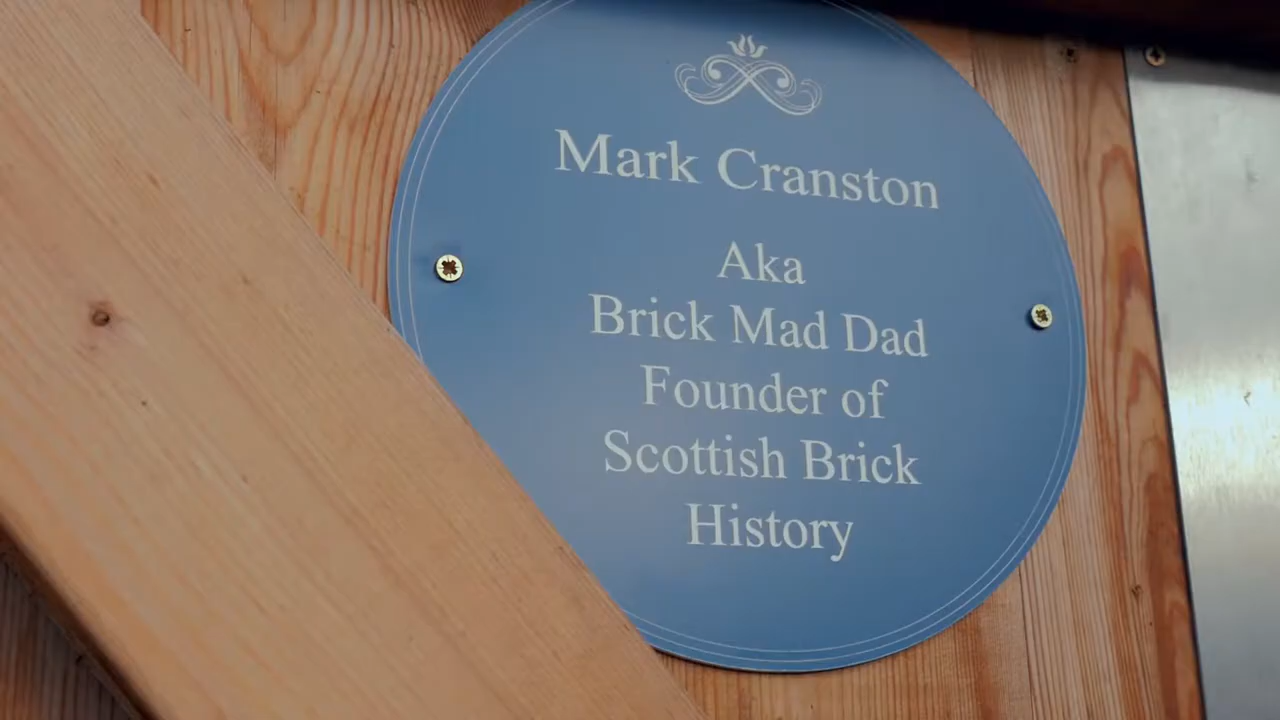 Mark Cranston
Aka
Brick Mad Dad
Founder of
Scottish Brick
History